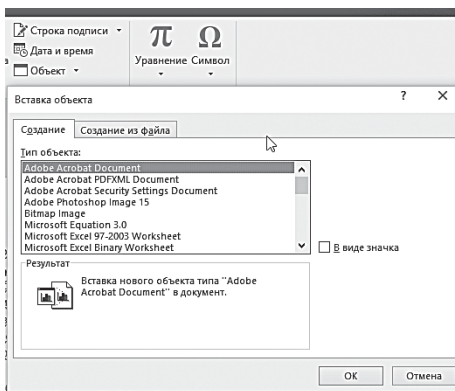 Строка подписи
Дата и время
Объект
π Ω
Уравнение Символ
Вставка объекта ? ×
Создание Создание из файла
Тип объекта:
Adobe Acrobat Document
Adobe Acrobat PDFXML Document
Adobe Acrobat Security Settings Document
Adobe Photoshop Image 15
Bitmap Image
Microsoft Equation 3.0
Microsoft Excel 97-2003 Worksheet
Microsoft Excel Binary Worksheet
В виде значка
Результат
Вставка нового объекта типа "Adobe
Acrobat Document" в документ.
ОК Отмена